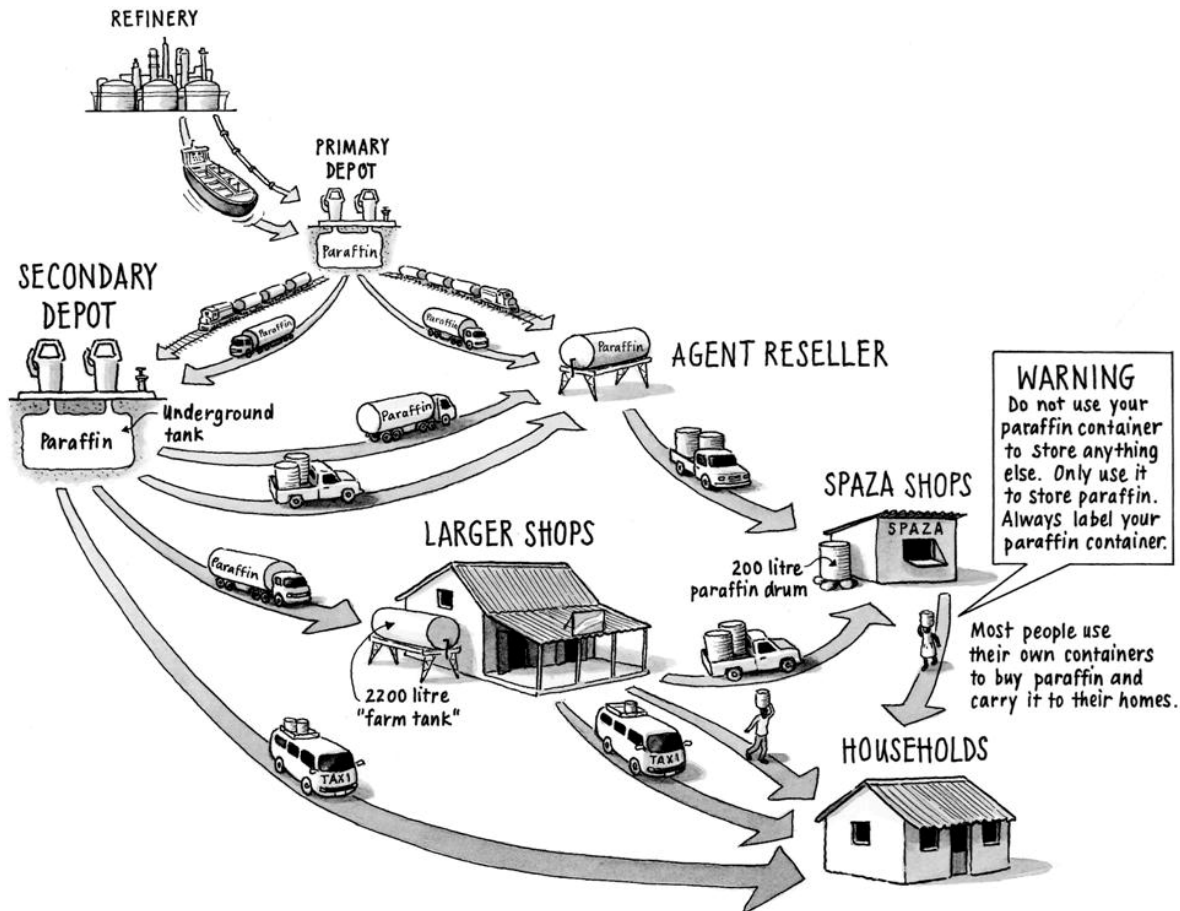 REFINERY
PRIMARY
DEPOT
Paraffin
SECONDARY
DEPOT
Paraffin
Paraffin
Paraffin
AGENT RESELLER
Paraffin
underground
tank
Paraffin
Paraffin
WARNING
Do not use your
paraffin container
to store anything
else. Only use it
to store paraffin.
Always label your
paraffin container.
SPAZA SHOPS
SPAZA
200 litre
paraffin drum
LARGER SHOPS
Paraffin
2200 litre
"farm tank"
Most people use
their own containers
to buy paraffin and
carry it to their homes.
TAXI
TAXI
HOUSEHOLDS